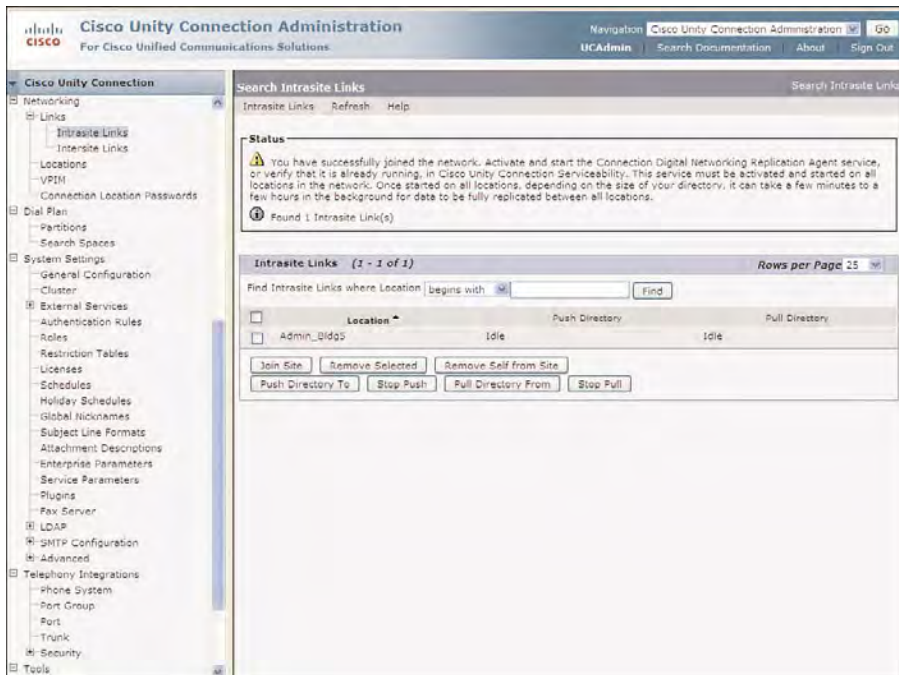 cisco
Cisco Unity Connection Administration
For Cisco Unified Communications Solutions
Navigation Cisco Unity Connection Administration Go
UCAdmin Search Documentation About Sign Out
Cisco Unity Connection
Networking
Links
Intrasite Links
Intersite Links
Locations
VPIM
Connection Location Passwords
Dial Plan
Partitions
Search Spaces
System Settings
General Configuration
Cluster
External Services
Authentication Rules
Roles
Restriction Tables
Licenses
Schedules
Holiday Schedules
Global Nicknames
Subject Line Formats
Attachment Descriptions
Enterprise Parameters
Service Parameters
Plugins
Fax Server
LDAP
SMTP Configuration
Advanced
Telephony Integrations
Phone System
Port Group
Port
Trunk
Security
Tools
Search Intrasite Links
Search Intrasite Links
Intrasite Links Refresh Help
Status
You have successfully joined the network. Activate and start the Connection Digital Networking Replication Agent service,
or verify that it is already running, in Cisco Unity Connection Serviceability. This service must be activated and started on all
locations in the network. Once started on all locations, depending on the size of your directory, it can take a few minutes to a
few hours in the background for data to be fully replicated between all locations.
Found 1 Intrasite Link(s)
Intrasite Links (1 - 1 of 1) Rows per Page 25
Find Intrasite Links where Location begins with Find
Location Push Directory Pull Directory
Admin_Bldg5 Idle Idle
Join Site Remove Selected Remove Self from Site
Push Directory To Stop Push Pull Directory From Stop Pull